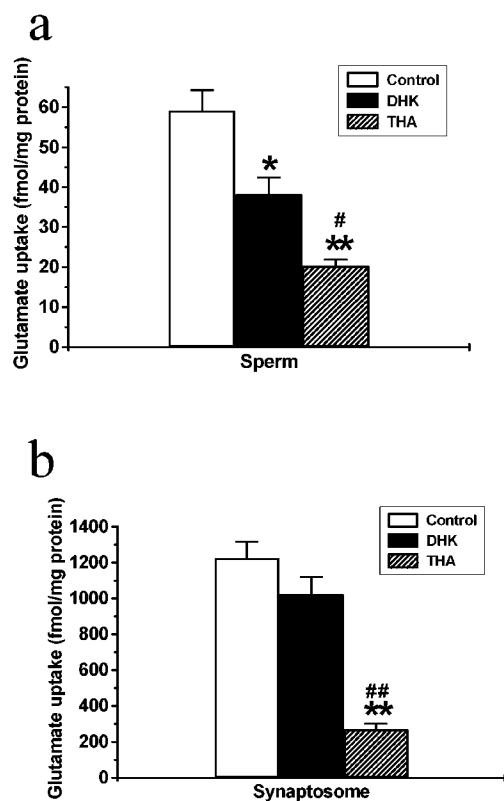 a
Glutamate uptake (fmol/mg protein)
60
50
40
30
20
10
0
Control
DHK
THA
*
#
**
Sperm
b
Glutamate uptake (fmol/mg protein)
1400
1200
1000
800
600
400
200
0
Control
DHK
THA
##
**
Synaptosome